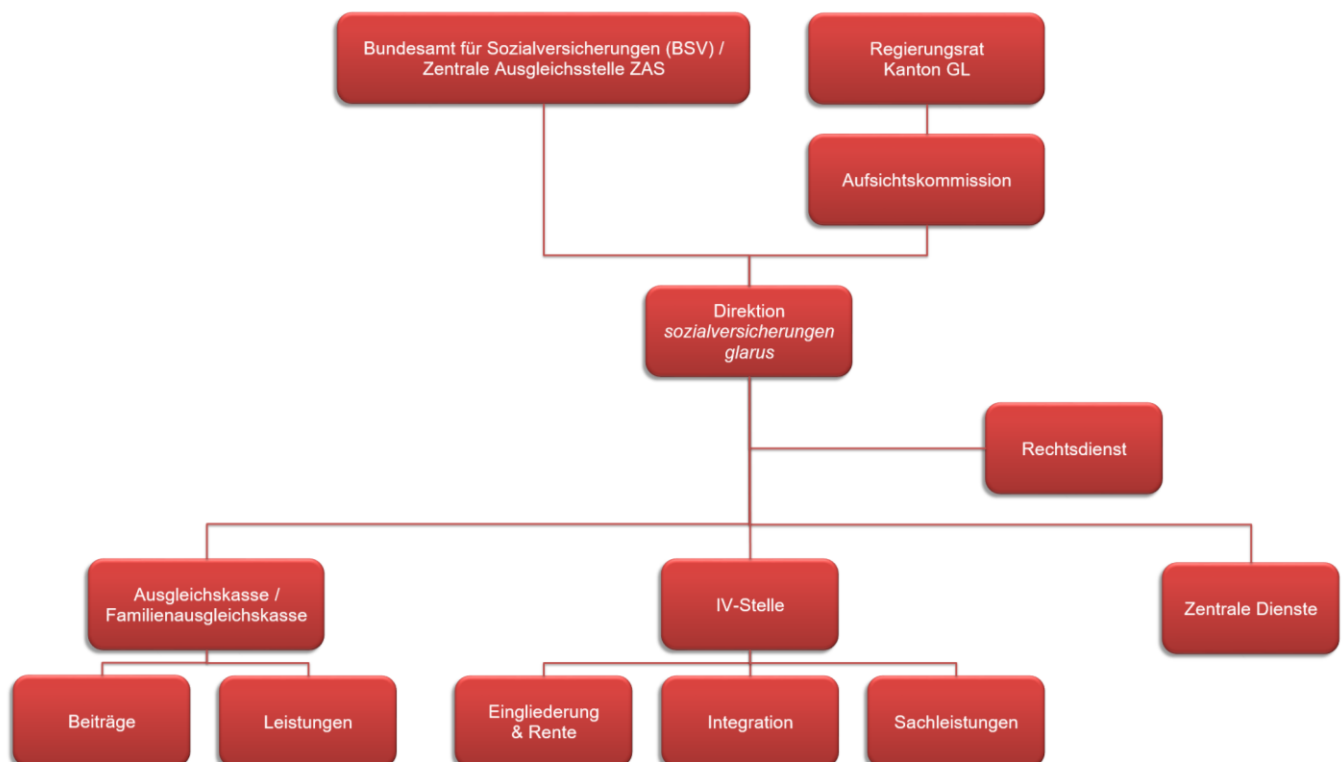 Bundesamt für Sozialversicherungen (BSV) /
Zentrale Ausgleichsstelle ZAS
Regierungsrat
Kanton GL
Aufsichtskommission
Direktion
sozialversicherungen
glarus
Rechtsdienst
Ausgleichskasse /
Familienausgleichskasse
IV-Stelle
Zentrale Dienste
Beiträge
Leistungen
Eingliederung
& Rente
Integration
Sachleistungen